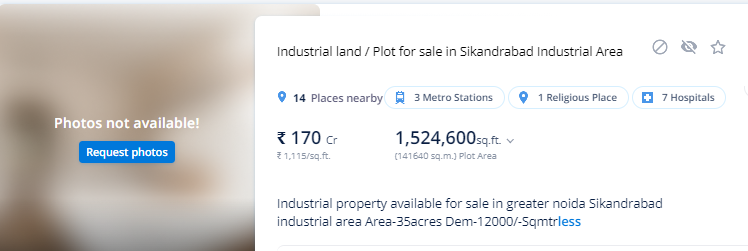 Photos not available!
Request photos
Industrial land / Plot for sale in Sikandrabad Industrial Area
14 Places nearby 3 Metro Stations 1 Religious Place 7 Hospitals
₹ 170 Cr 1,524,600sq.ft.
₹ 1,115/sq.ft. (141640 sq.m.) Plot Area
Industrial property available for sale in greater noida Sikandrabad
industrial area Area-35acres Dem-12000/-Sqmtrless